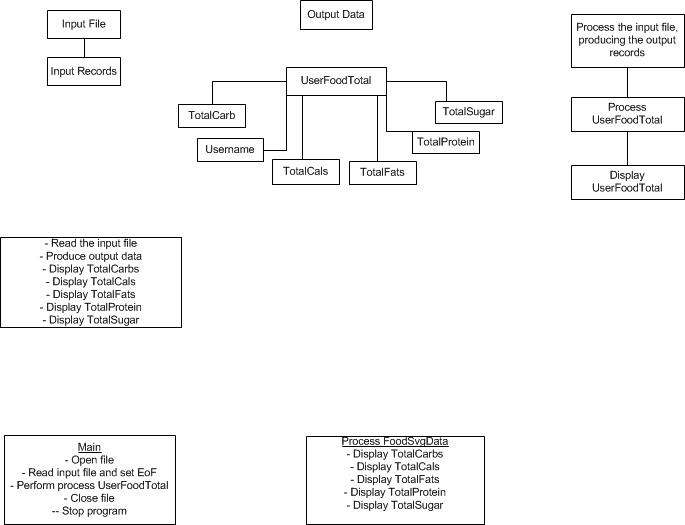 Input File
Input Records
Output Data
UserFoodTotal
TotalCarb
TotalSugar
Username
TotalProtein
TotalCals
TotalFats
Process the input file,
producing the output
records
Process
UserFoodTotal
Display
UserFoodTotal
- Read the input file
- Produce output data
- Display TotalCarbs
- Display TotalCals
- Display TotalFats
- Display TotalProtein
- Display TotalSugar
Main
- Open file
- Read input file and set EoF
- Perform process UserFoodTotal
- Close file
-- Stop program
Process FoodSvgData
- Display TotalCarbs
- Display TotalCals
- Display TotalFats
- Display TotalProtein
- Display TotalSugar